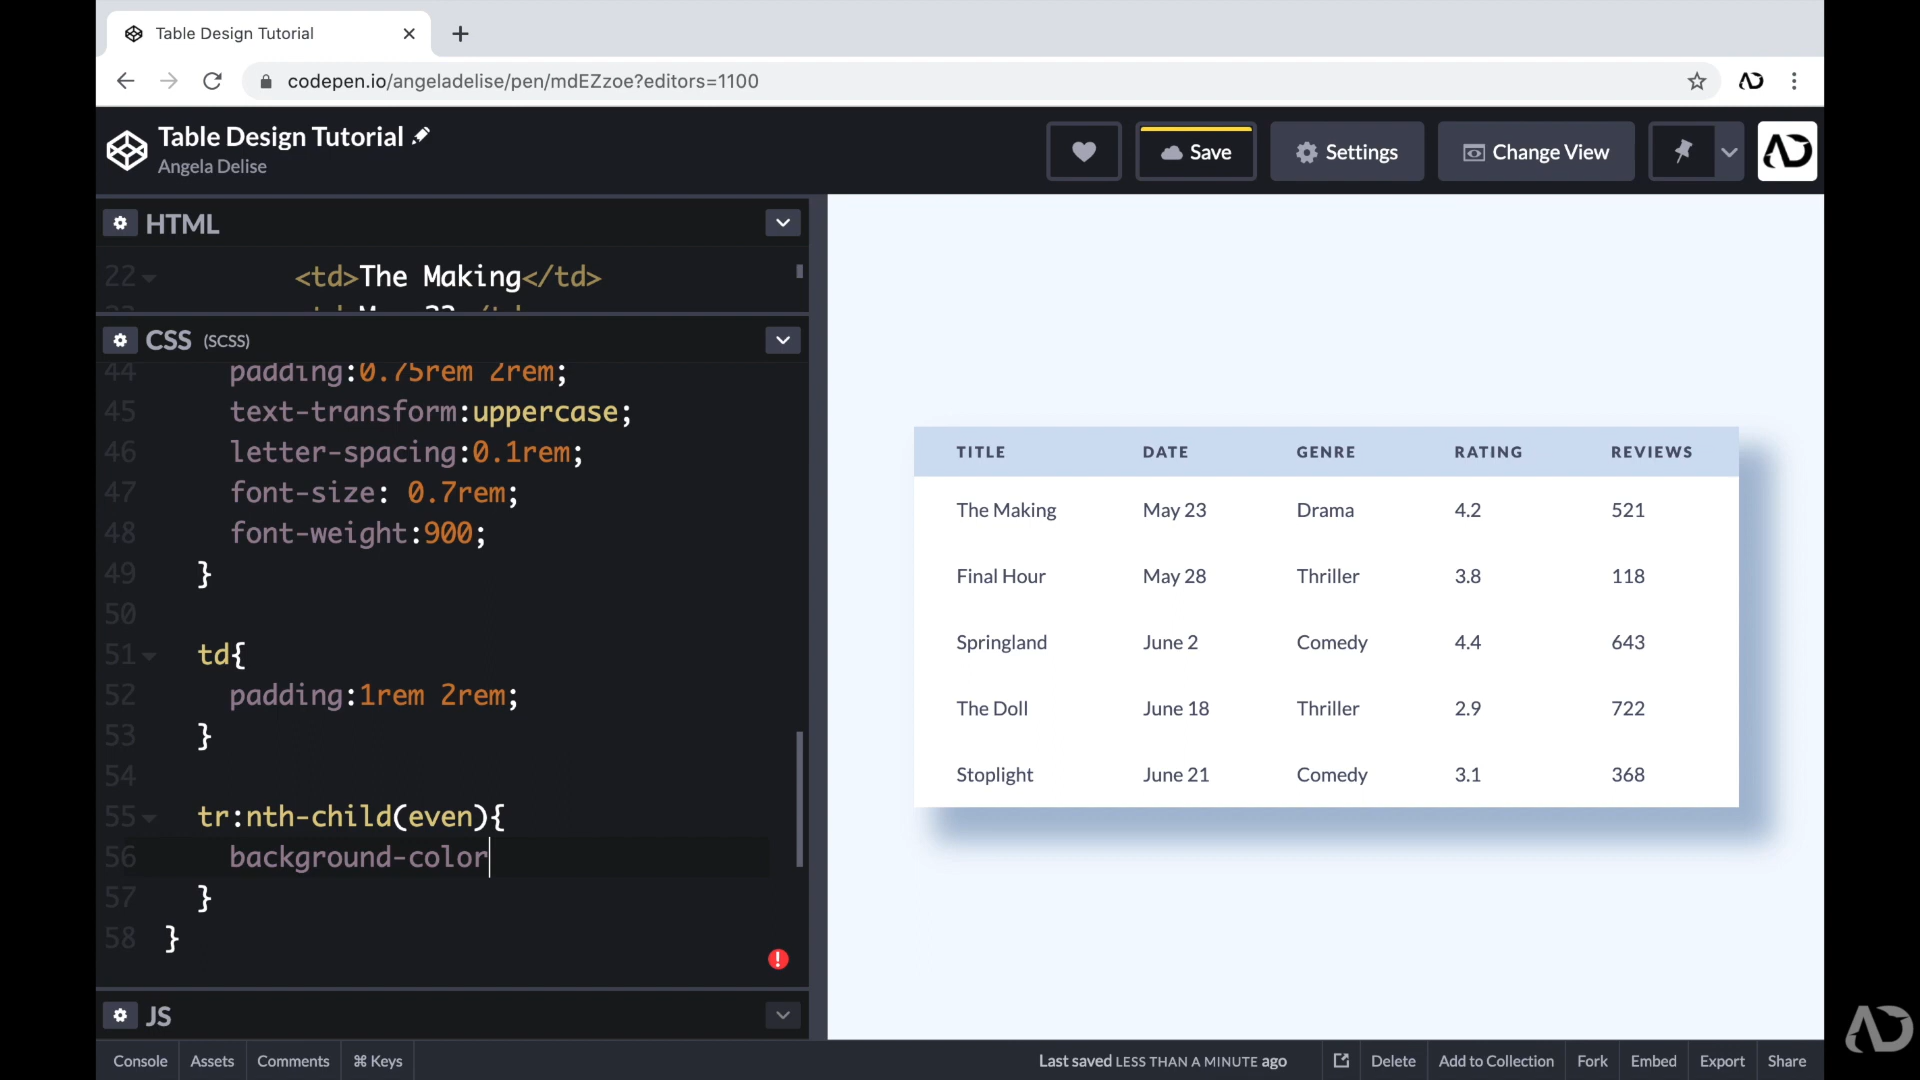 Table Design Tutorial
codepen.io/angeladelise/pen/mdEZzoe?editors=1100
Table Design Tutorial
Angela Delise
Save
Settings
Change View
HTML
22
<td>The Making</td>
CSS (SCSS)
44 padding:0.75rem 2rem;
45 text-transform:uppercase;
46 letter-spacing:0.1rem;
47 font-size: 0.7rem;
48 font-weight:900;
49 }
50
51 td{
52 padding:1rem 2rem;
53 }
54
55 tr:nth-child(even){
56 background-color
57 }
58 }
JS
TITLE DATE GENRE RATING REVIEWS
The Making May 23 Drama 4.2 521
Final Hour May 28 Thriller 3.8 118
Springland June 2 Comedy 4.4 643
The Doll June 18 Thriller 2.9 722
Stoplight June 21 Comedy 3.1 368
Console Assets Comments ⌘ Keys
Last saved LESS THAN A MINUTE ago
Delete Add to Collection Fork Embed Export Share